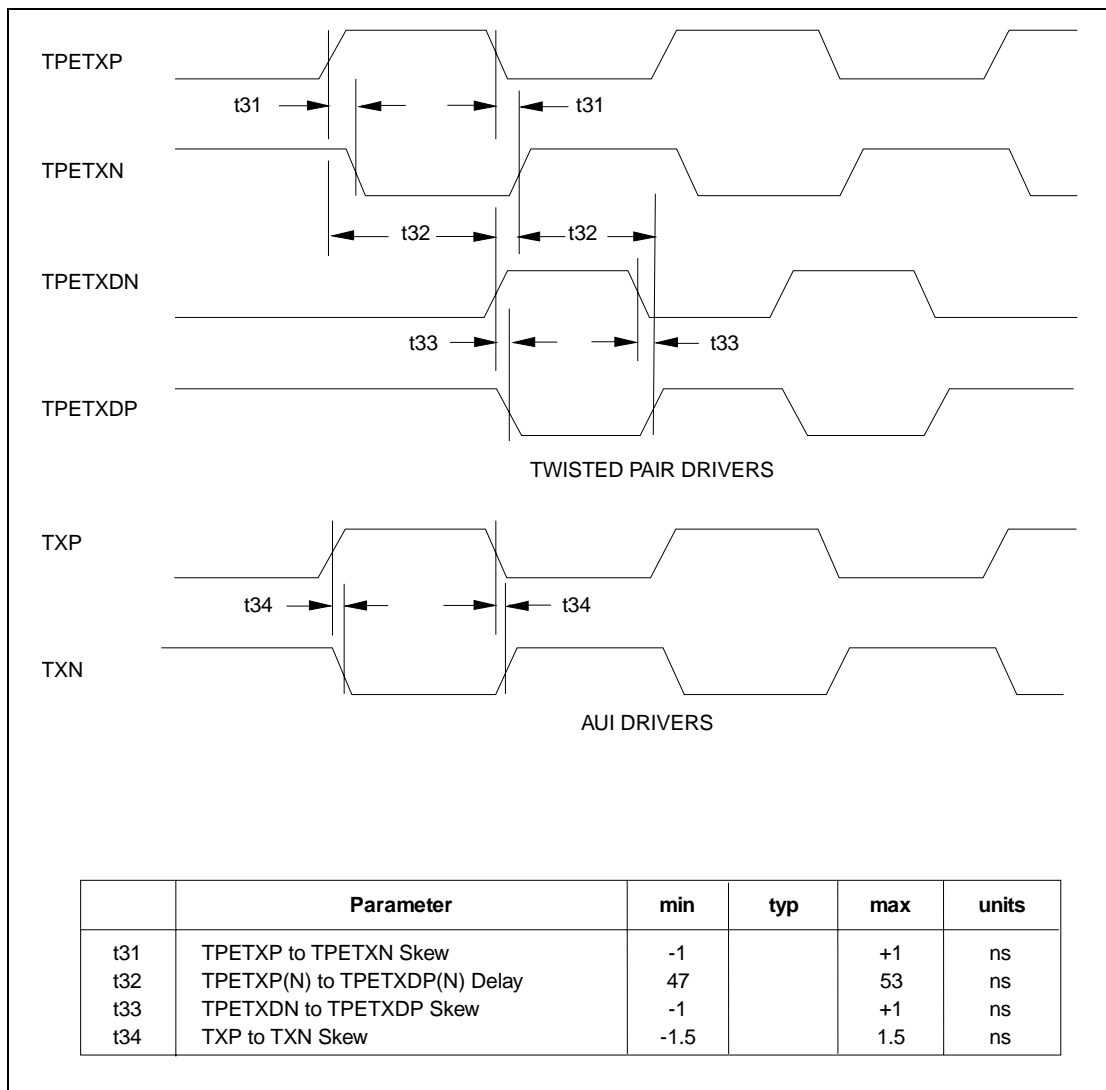 TPETXP
t31 t31
TPETXN
t32 t32
TPETXDN
t33 t33
TPETXDP
TWISTED PAIR DRIVERS
TXP
t34 t34
TXN
AUI DRIVERS
Parameter min typ max units
t31 TPETXP to TPETXN Skew -1 +1 ns
t32 TPETXP(N) to TPETXDP(N) Delay 47 53 ns
t33 TPETXDN to TPETXDP Skew -1 +1 ns
t34 TXP to TXN Skew -1.5 1.5 ns